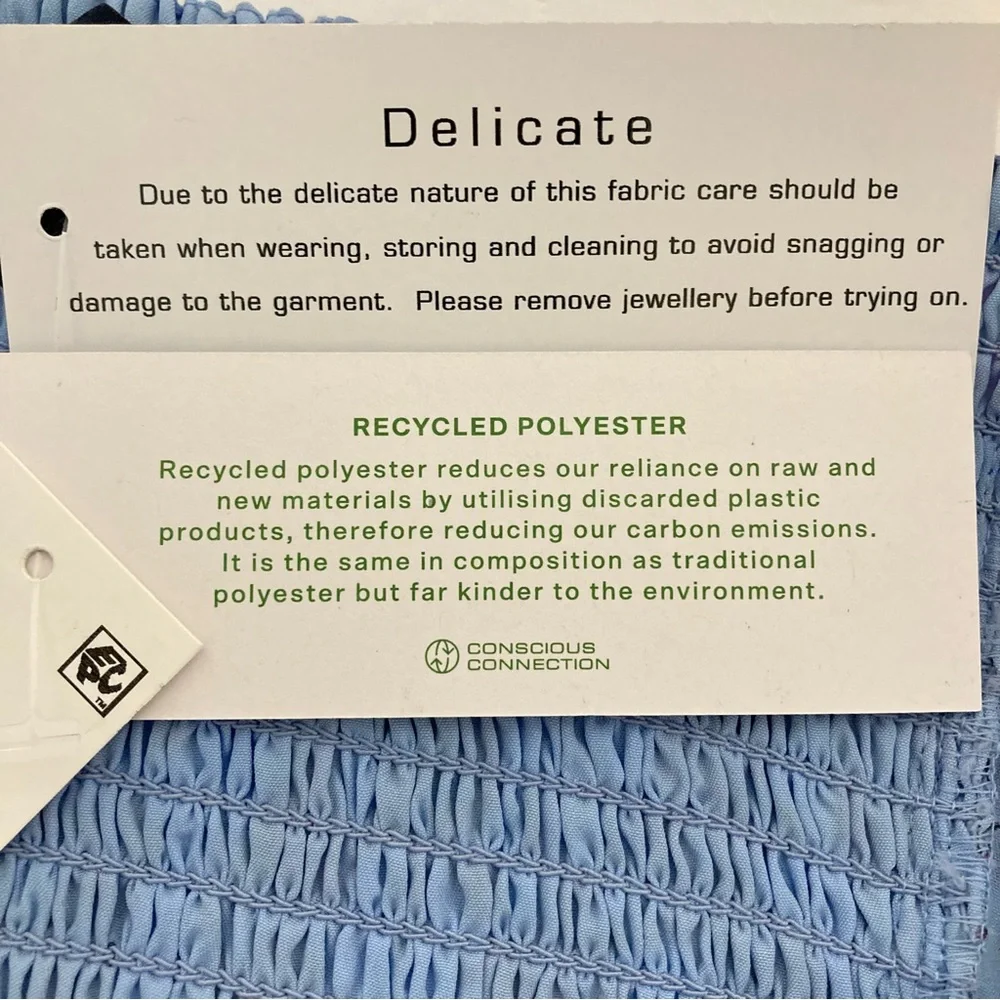 Delicate
Due to the delicate nature of this fabric care should be
taken when wearing, storing and cleaning to avoid snagging or
damage to the garment. Please remove jewellery before trying on.
RECYCLED POLYESTER
Recycled polyester reduces our reliance on raw and
new materials by utilising discarded plastic
products, therefore reducing our carbon emissions.
It is the same in composition as traditional
polyester but far kinder to the environment.
CONSCIOUS
CONNECTION
EPC
TM